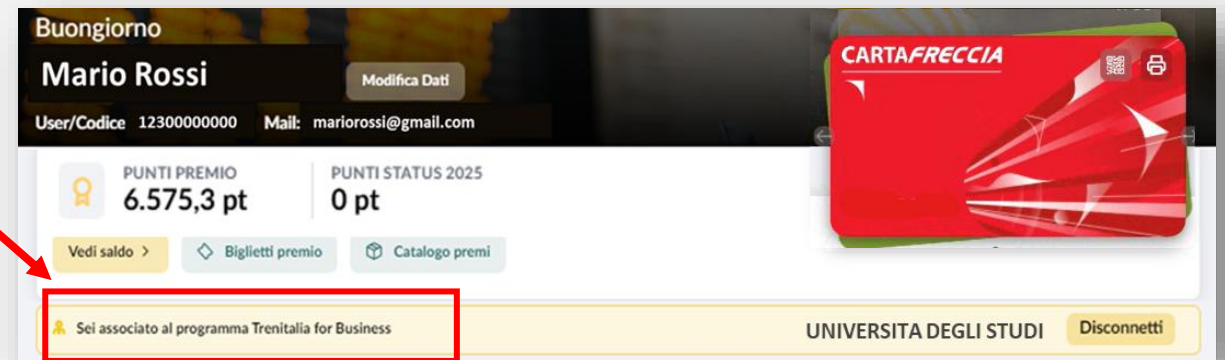 Buongiorno
Mario Rossi
Modifica Dati
User/Codice 12300000000 Mail: mariorossi@gmail.com
CARTAFRECCIA
PUNTI PREMIO
6.575,3 pt
PUNTI STATUS 2025
0 pt
Vedi saldo >
Biglietti premio
Catalogo premi
Sei associato al programma Trenitalia for Business
UNIVERSITA DEGLI STUDI
Disconnetti